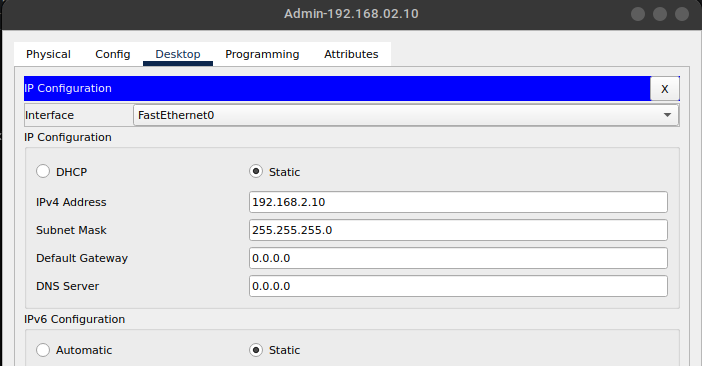 Admin-192.168.02.10
Physical Config Desktop Programming Attributes
IP Configuration X
Interface FastEthernet0
IP Configuration
DHCP Static
IPv4 Address 192.168.2.10
Subnet Mask 255.255.255.0
Default Gateway 0.0.0.0
DNS Server 0.0.0.0
IPv6 Configuration
Automatic Static